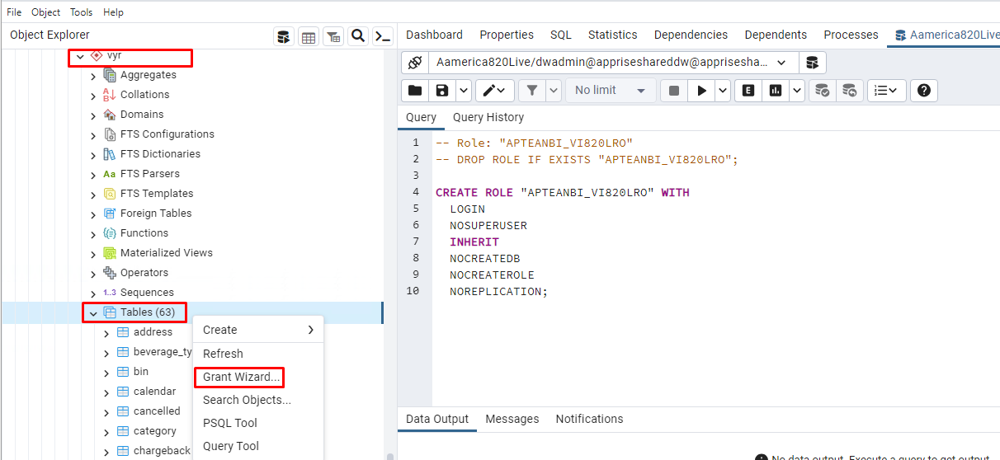 File Object Tools Help
Object Explorer
Dashboard Properties SQL Statistics Dependencies Dependents Processes Aamerica820Live
vyr
Aggregates
Collations
Domains
FTS Configurations
FTS Dictionaries
Aa FTS Parsers
FTS Templates
Foreign Tables
Functions
Materialized Views
Operators
1..3 Sequences
Tables (63)
address
beverage_ty
bin
calendar
cancelled
category
chargeback
Create
Refresh
Grant Wizard...
Search Objects...
PSQL Tool
Query Tool
Aamerica820Live/dwadmin@appriseshareddw@apprisesha...
No limit
E
Query Query History
1 -- Role: "APTEANBI_VI820LRO"
2 -- DROP ROLE IF EXISTS "APTEANBI_VI820LRO";
3
4 CREATE ROLE "APTEANBI_VI820LRO" WITH
5 LOGIN
6 NOSUPERUSER
7 INHERIT
8 NOCREATEDB
9 NOCREATEROLE
10 NOREPLICATION;
Data Output Messages Notifications
No data output. Execute a query to get output.